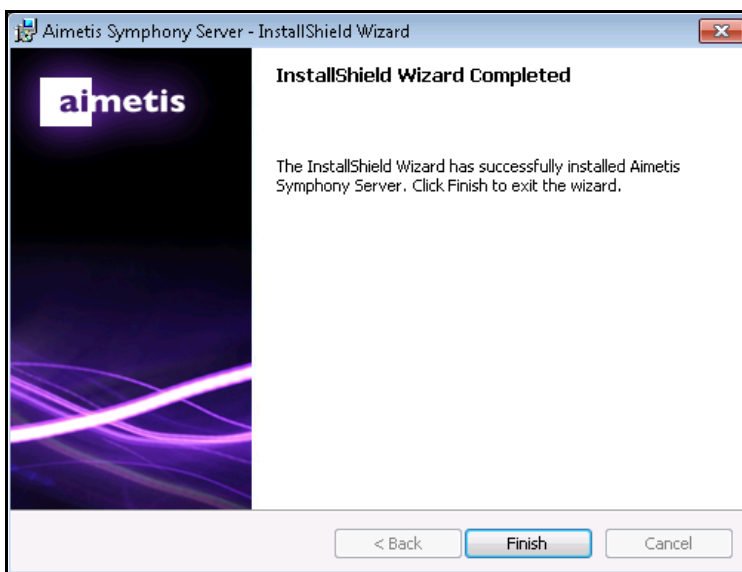 Aimetis Symphony Server - InstallShield Wizard
aimetis
InstallShield Wizard Completed
The InstallShield Wizard has successfully installed Aimetis
Symphony Server. Click Finish to exit the wizard.
< Back
Finish
Cancel